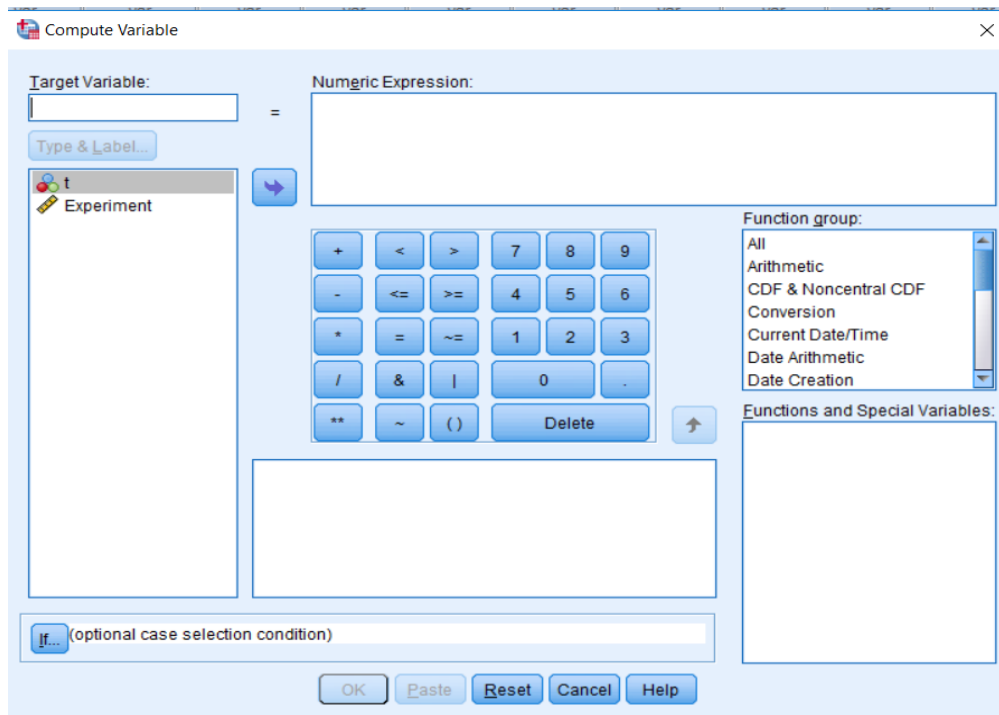 Compute Variable
Target Variable:
Numeric Expression:
=
Type & Label...
t
Experiment
Function group:
All
Arithmetic
CDF & Noncentral CDF
Conversion
Current Date/Time
Date Arithmetic
Date Creation
+ < > 7 8 9
- <= >= 4 5 6
* = ~= 1 2 3
/ & | 0 .
** ~ () Delete
Functions and Special Variables:
If... (optional case selection condition)
OK Paste Reset Cancel Help